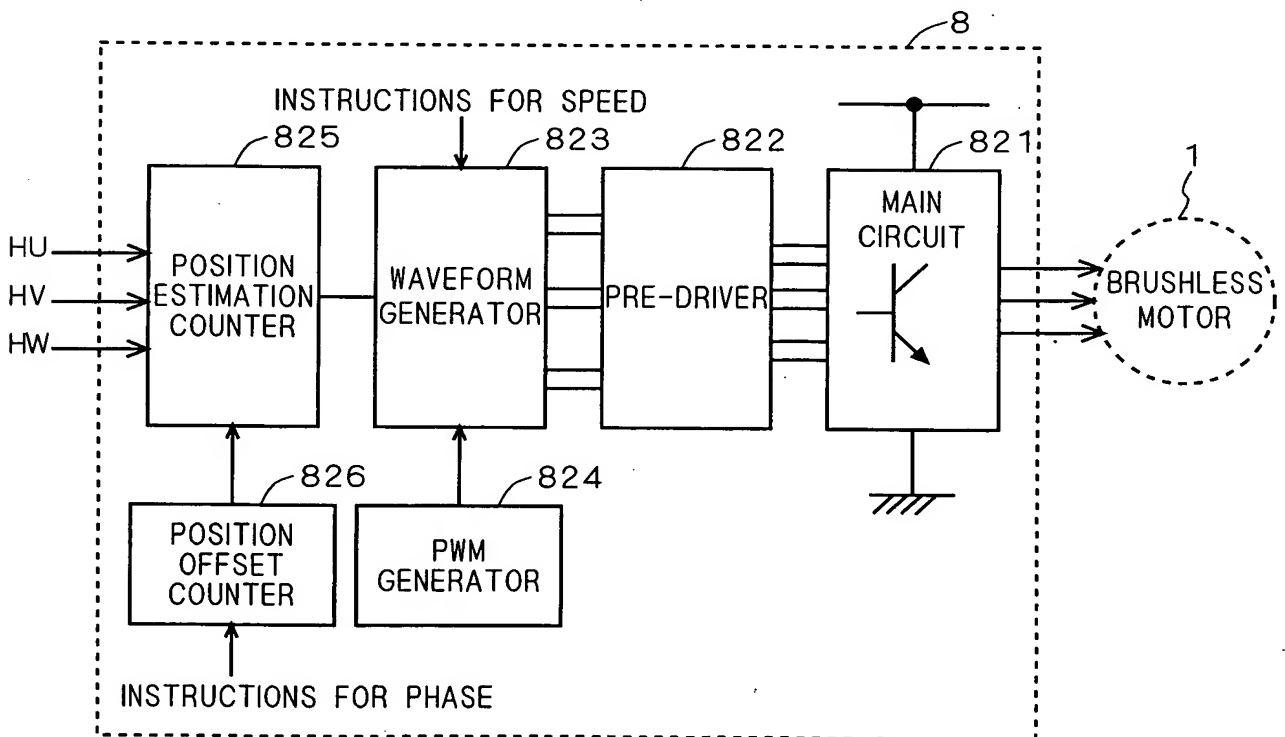 8
INSTRUCTIONS FOR SPEED
825
823
822
821
1
HU
HV
HW
POSITION
ESTIMATION
COUNTER
WAVEFORM
GENERATOR
PRE-DRIVER
MAIN
CIRCUIT
BRUSHLESS
MOTOR
826
824
POSITION
OFFSET
COUNTER
PWM
GENERATOR
INSTRUCTIONS FOR PHASE